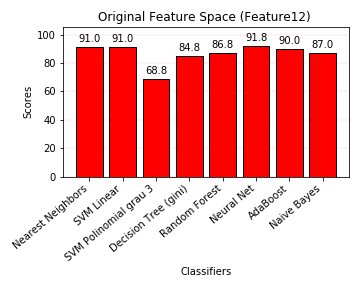 Original Feature Space (Feature12)
100
80
60
40
20
0
Scores
91.0
91.0
68.8
84.8
86.8
91.8
90.0
87.0
Nearest Neighbors
SVM Linear
SVM Polinomial grau 3
Decision Tree (gini)
Random Forest
Neural Net
AdaBoost
Naive Bayes
Classifiers